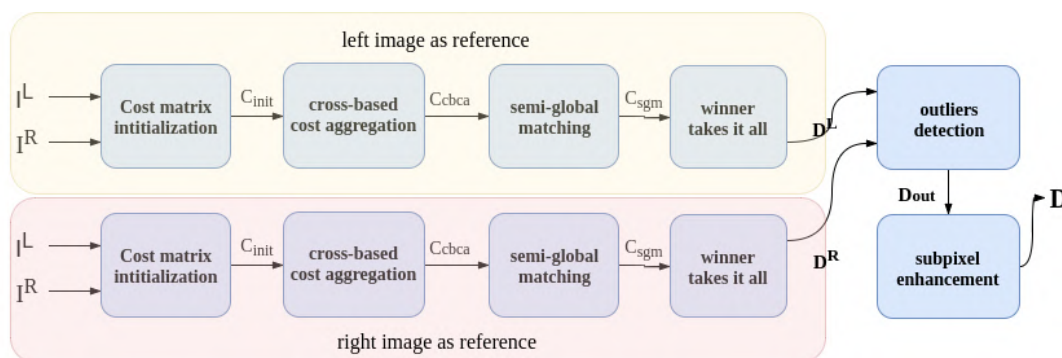 left image as reference
I^L
I^R
Cost matrix
intitialization
C_init
cross-based
cost aggregation
C_cbca
semi-global
matching
C_sgm
winner
takes it all
D^L
outliers
detection
Dout
subpixel
enhancement
D
I^L
I^R
Cost matrix
intitialization
C_init
cross-based
cost aggregation
C_cbca
semi-global
matching
C_sgm
winner
takes it all
D^R
right image as reference